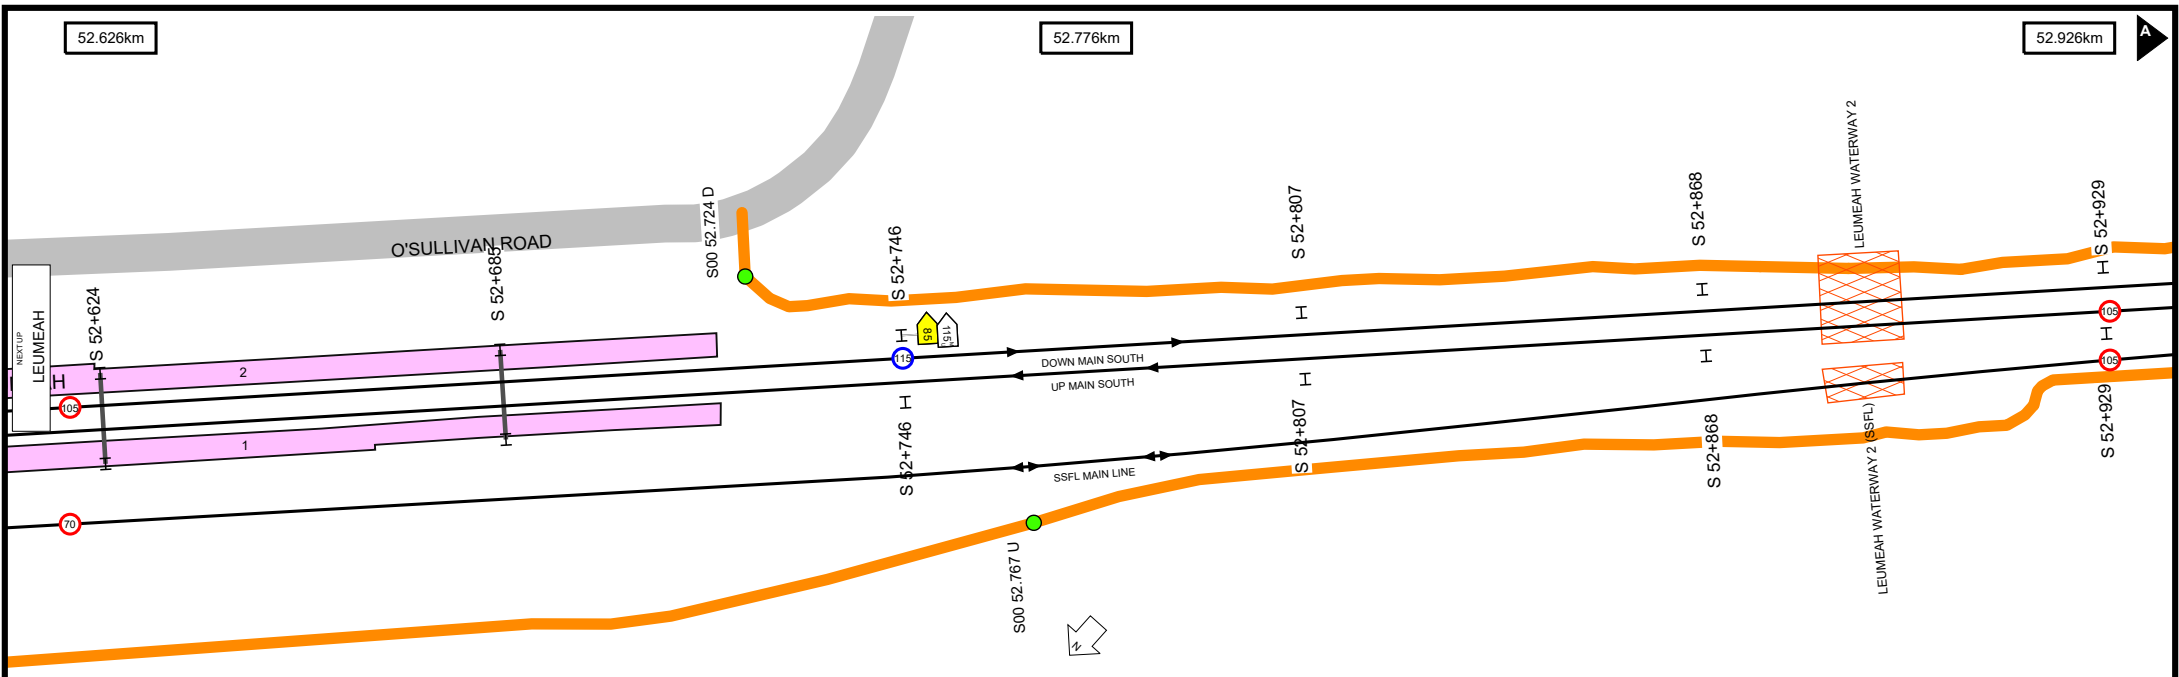 52.626km
52.776km
52.926km
A
O'SULLIVAN ROAD
S00 52.724 D
S 52+624
S 52+685
S 52+746
S 52+807
S 52+868
LEUMEAH WATERWAY 2
S 52+929
NEXT UP
LEUMEAH
2
85
115
115
105
105
105
DOWN MAIN SOUTH
UP MAIN SOUTH
1
70
SSFL MAIN LINE
S 52+746
S 52+807
S 52+868
LEUMEAH WATERWAY 2 (SSFL)
S 52+929
S00 52.767 U
N